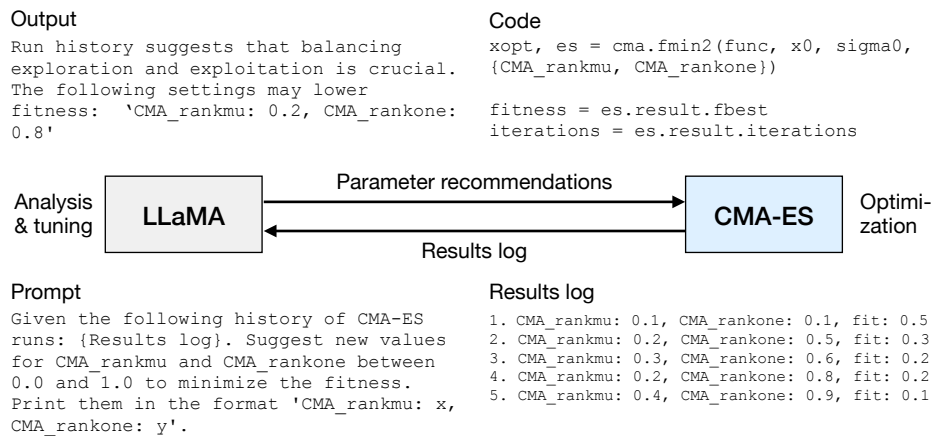 Output
Run history suggests that balancing
exploration and exploitation is crucial.
The following settings may lower
fitness:  ‘CMA_rankmu: 0.2, CMA_rankone:
0.8'
Code
xopt, es = cma.fmin2(func, x0, sigma0,
{CMA_rankmu, CMA_rankone})
fitness = es.result.fbest
iterations = es.result.iterations
Analysis
& tuning
LLaMA
Parameter recommendations
Results log
CMA-ES
Optimi-
zation
Prompt
Given the following history of CMA-ES
runs: {Results log}. Suggest new values
for CMA_rankmu and CMA_rankone between
0.0 and 1.0 to minimize the fitness.
Print them in the format 'CMA_rankmu: x,
CMA_rankone: y'.
Results log
1. CMA_rankmu: 0.1, CMA_rankone: 0.1, fit: 0.5
2. CMA_rankmu: 0.2, CMA_rankone: 0.5, fit: 0.3
3. CMA_rankmu: 0.3, CMA_rankone: 0.6, fit: 0.2
4. CMA_rankmu: 0.2, CMA_rankone: 0.8, fit: 0.2
5. CMA_rankmu: 0.4, CMA_rankone: 0.9, fit: 0.1